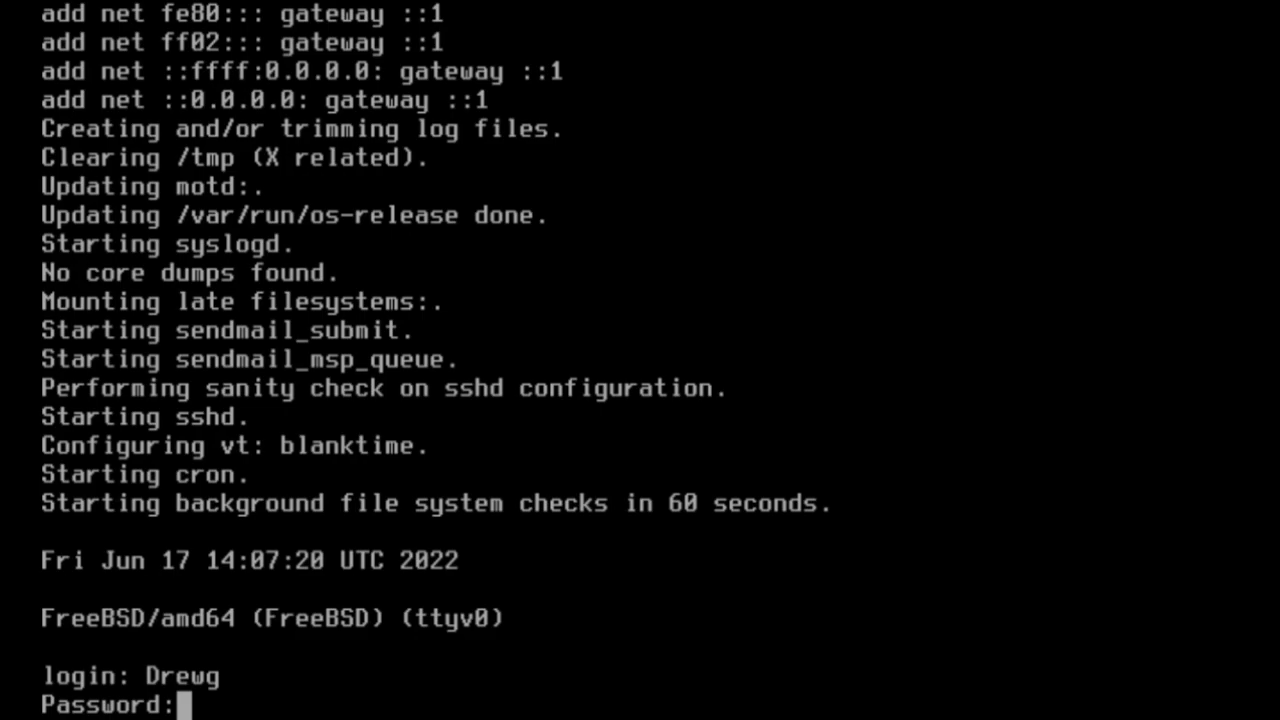 add net fe80::: gateway ::1
add net ff02::: gateway ::1
add net ::ffff:0.0.0.0: gateway ::1
add net ::0.0.0.0: gateway ::1
Creating and/or trimming log files.
Clearing /tmp (X related).
Updating motd:.
Updating /var/run/os-release done.
Starting syslogd.
No core dumps found.
Mounting late filesystems:.
Starting sendmail_submit.
Starting sendmail_msp_queue.
Performing sanity check on sshd configuration.
Starting sshd.
Configuring vt: blanktime.
Starting cron.
Starting background file system checks in 60 seconds.
Fri Jun 17 14:07:20 UTC 2022
FreeBSD/amd64 (FreeBSD) (ttyv0)
login: Drewg
Password: